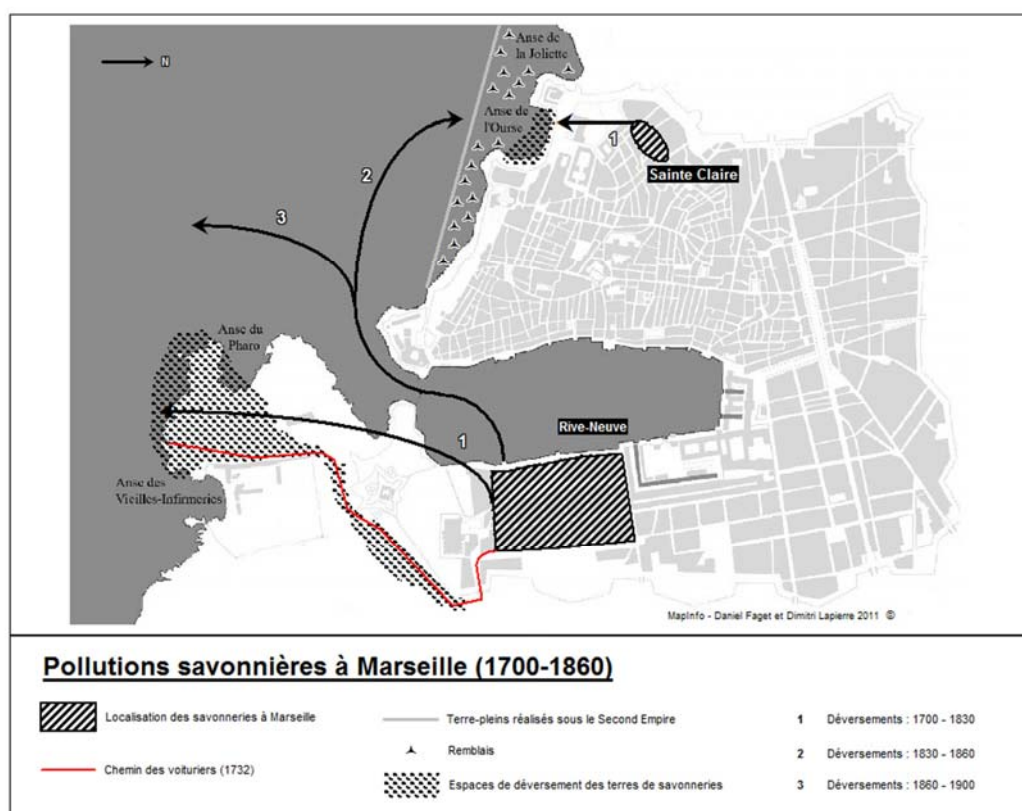 N
Anse de
la Joliette
Anse de
l'Ourse
1
Sainte Claire
2
3
Anse du
Pharo
Rive-Neuve
1
Anse des
Vieilles-Infirmeries
MapInfo - Daniel Faget et Dimitri Lapierre 2011 ©
Pollutions savonnières à Marseille (1700-1860)
Localisation des savonneries à Marseille
Chemin des voituriers (1732)
Terre-pleins réalisés sous le Second Empire
Remblais
Espaces de déversement des terres de savonneries
1 Déversements : 1700 - 1830
2 Déversements : 1830 - 1860
3 Déversements : 1860 - 1900